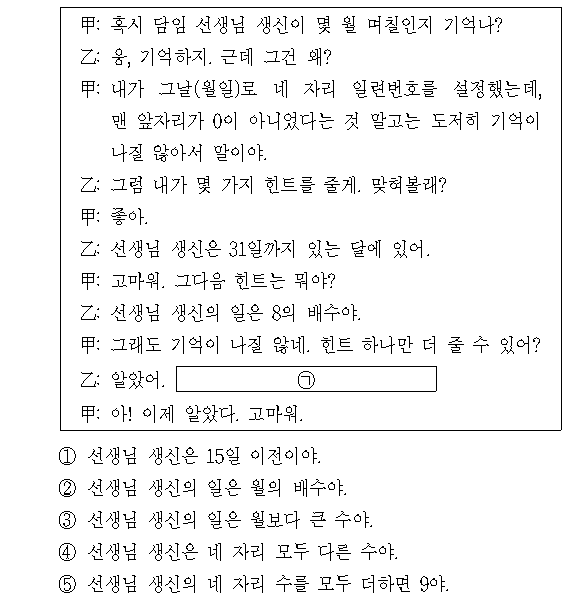 甲: 혹시 담임 선생님 생신이 몇 월 며칠인지 기억나?
乙: 응, 기억하지. 근데 그건 왜?
甲: 내가 그날(월일)로 네 자리 일련번호를 설정했는데,
맨 앞자리가 0이 아니었다는 것 말고는 도저히 기억이
나질 않아서 말이야.
乙: 그럼 내가 몇 가지 힌트를 줄게. 맞혀볼래?
甲: 좋아.
乙: 선생님 생신은 31일까지 있는 달에 있어.
甲: 고마워. 그다음 힌트는 뭐야?
乙: 선생님 생신의 일은 8의 배수야.
甲: 그래도 기억이 나질 않네. 힌트 하나만 더 줄 수 있어?
乙: 알았어. ㉠
甲: 아! 이제 알았다. 고마워.
① 선생님 생신은 15일 이전이야.
② 선생님 생신의 일은 월의 배수야.
③ 선생님 생신의 일은 월보다 큰 수야.
④ 선생님 생신은 네 자리 모두 다른 수야.
⑤ 선생님 생신의 네 자리 수를 모두 더하면 9야.